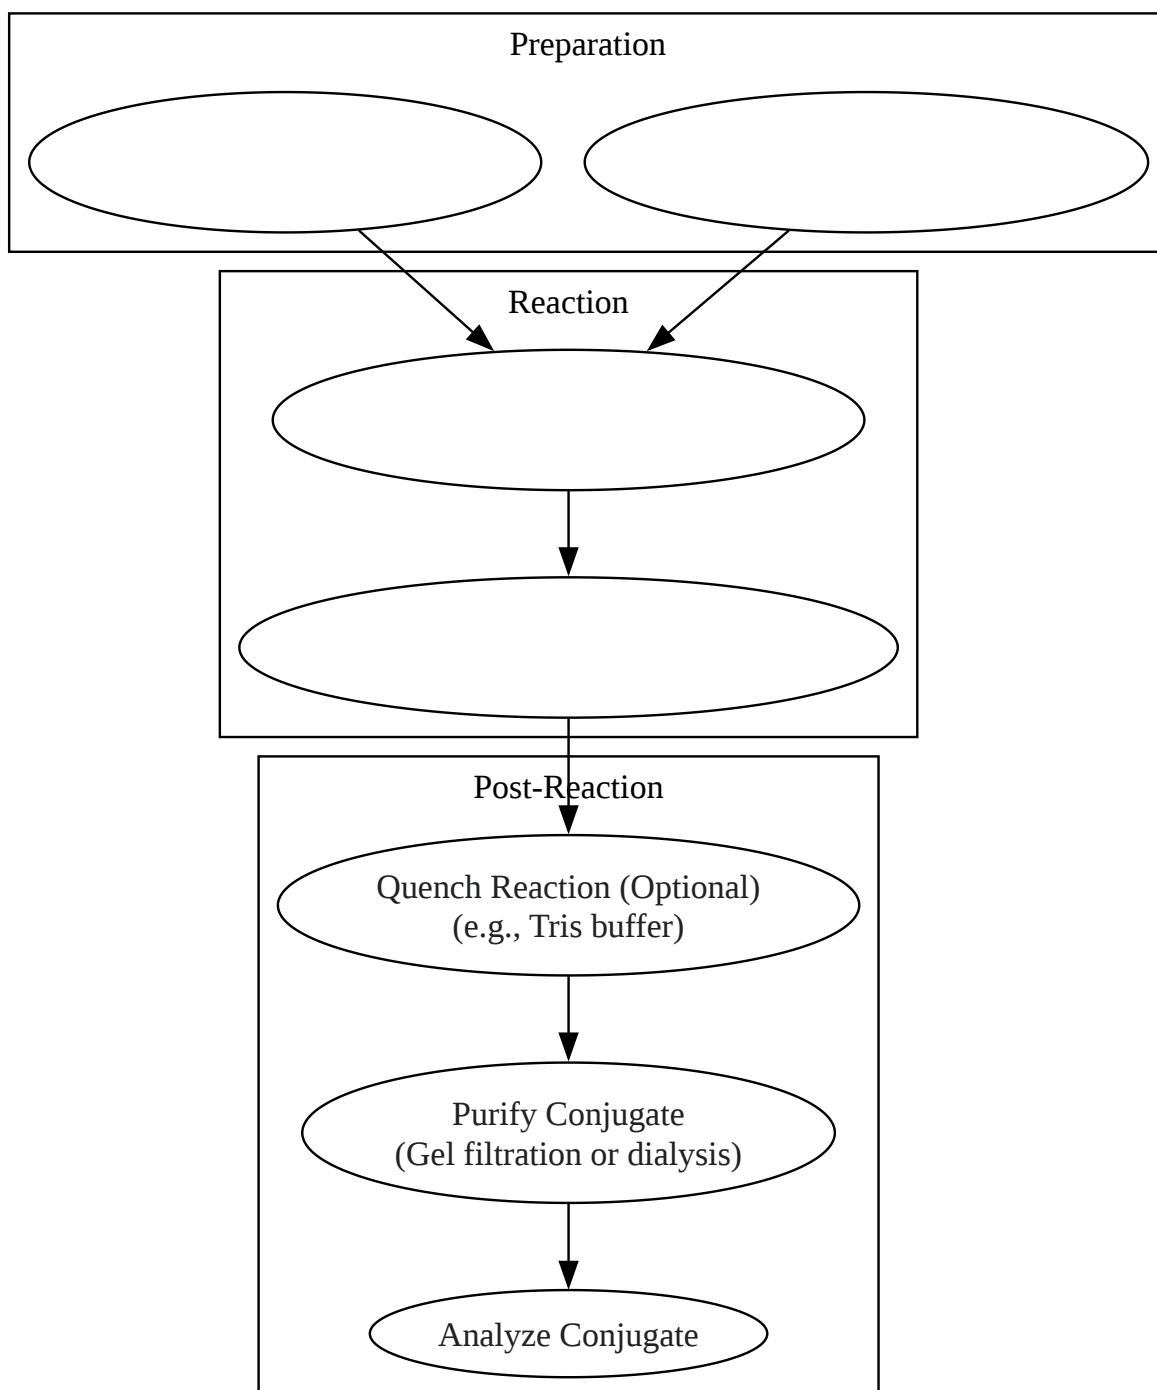 Preparation
Reaction
Post-Reaction
Quench Reaction (Optional)
(e.g., Tris buffer)
Purify Conjugate
(Gel filtration or dialysis)
Analyze Conjugate